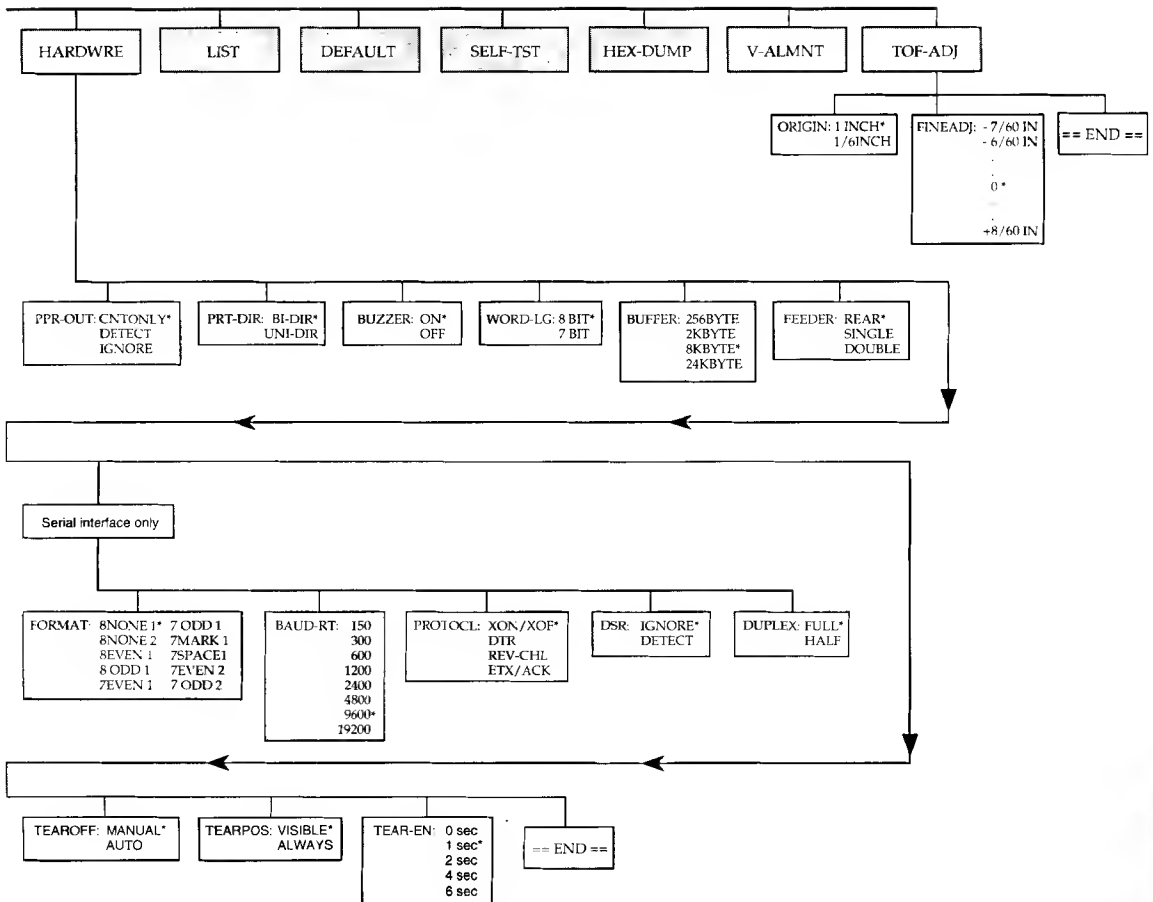 HARDWRE
LIST
DEFAULT
SELF-TST
HEX-DUMP
V-ALMNT
TOF-ADJ
ORIGIN: 1 INCH*
1/6INCH
FINEADJ: - 7/60 IN
- 6/60 IN
.
.
0 *
.
+8/60 IN
== END ==
PPR-OUT: CNTONLY*
DETECT
IGNORE
PRT-DIR: BI-DIR*
UNI-DIR
BUZZER: ON*
OFF
WORD-LG: 8 BIT*
7 BIT
BUFFER: 256BYTE
2KBYTE
8KBYTE*
24KBYTE
FEEDER: REAR*
SINGLE
DOUBLE
Serial interface only
FORMAT: 8NONE 1* 7 ODD 1
8NONE 2 7MARK 1
8EVEN 1 7SPACE1
8 ODD 1 7EVEN 2
7EVEN 1 7 ODD 2
BAUD-RT: 150
300
600
1200
2400
4800
9600*
19200
PROTOCL: XON/XOF*
DTR
REV-CHL
ETX/ACK
DSR: IGNORE*
DETECT
DUPLEX: FULL*
HALF
TEAROFF: MANUAL*
AUTO
TEARPOS: VISIBLE*
ALWAYS
TEAR-EN: 0 sec
1 sec*
2 sec
4 sec
6 sec
== END ==